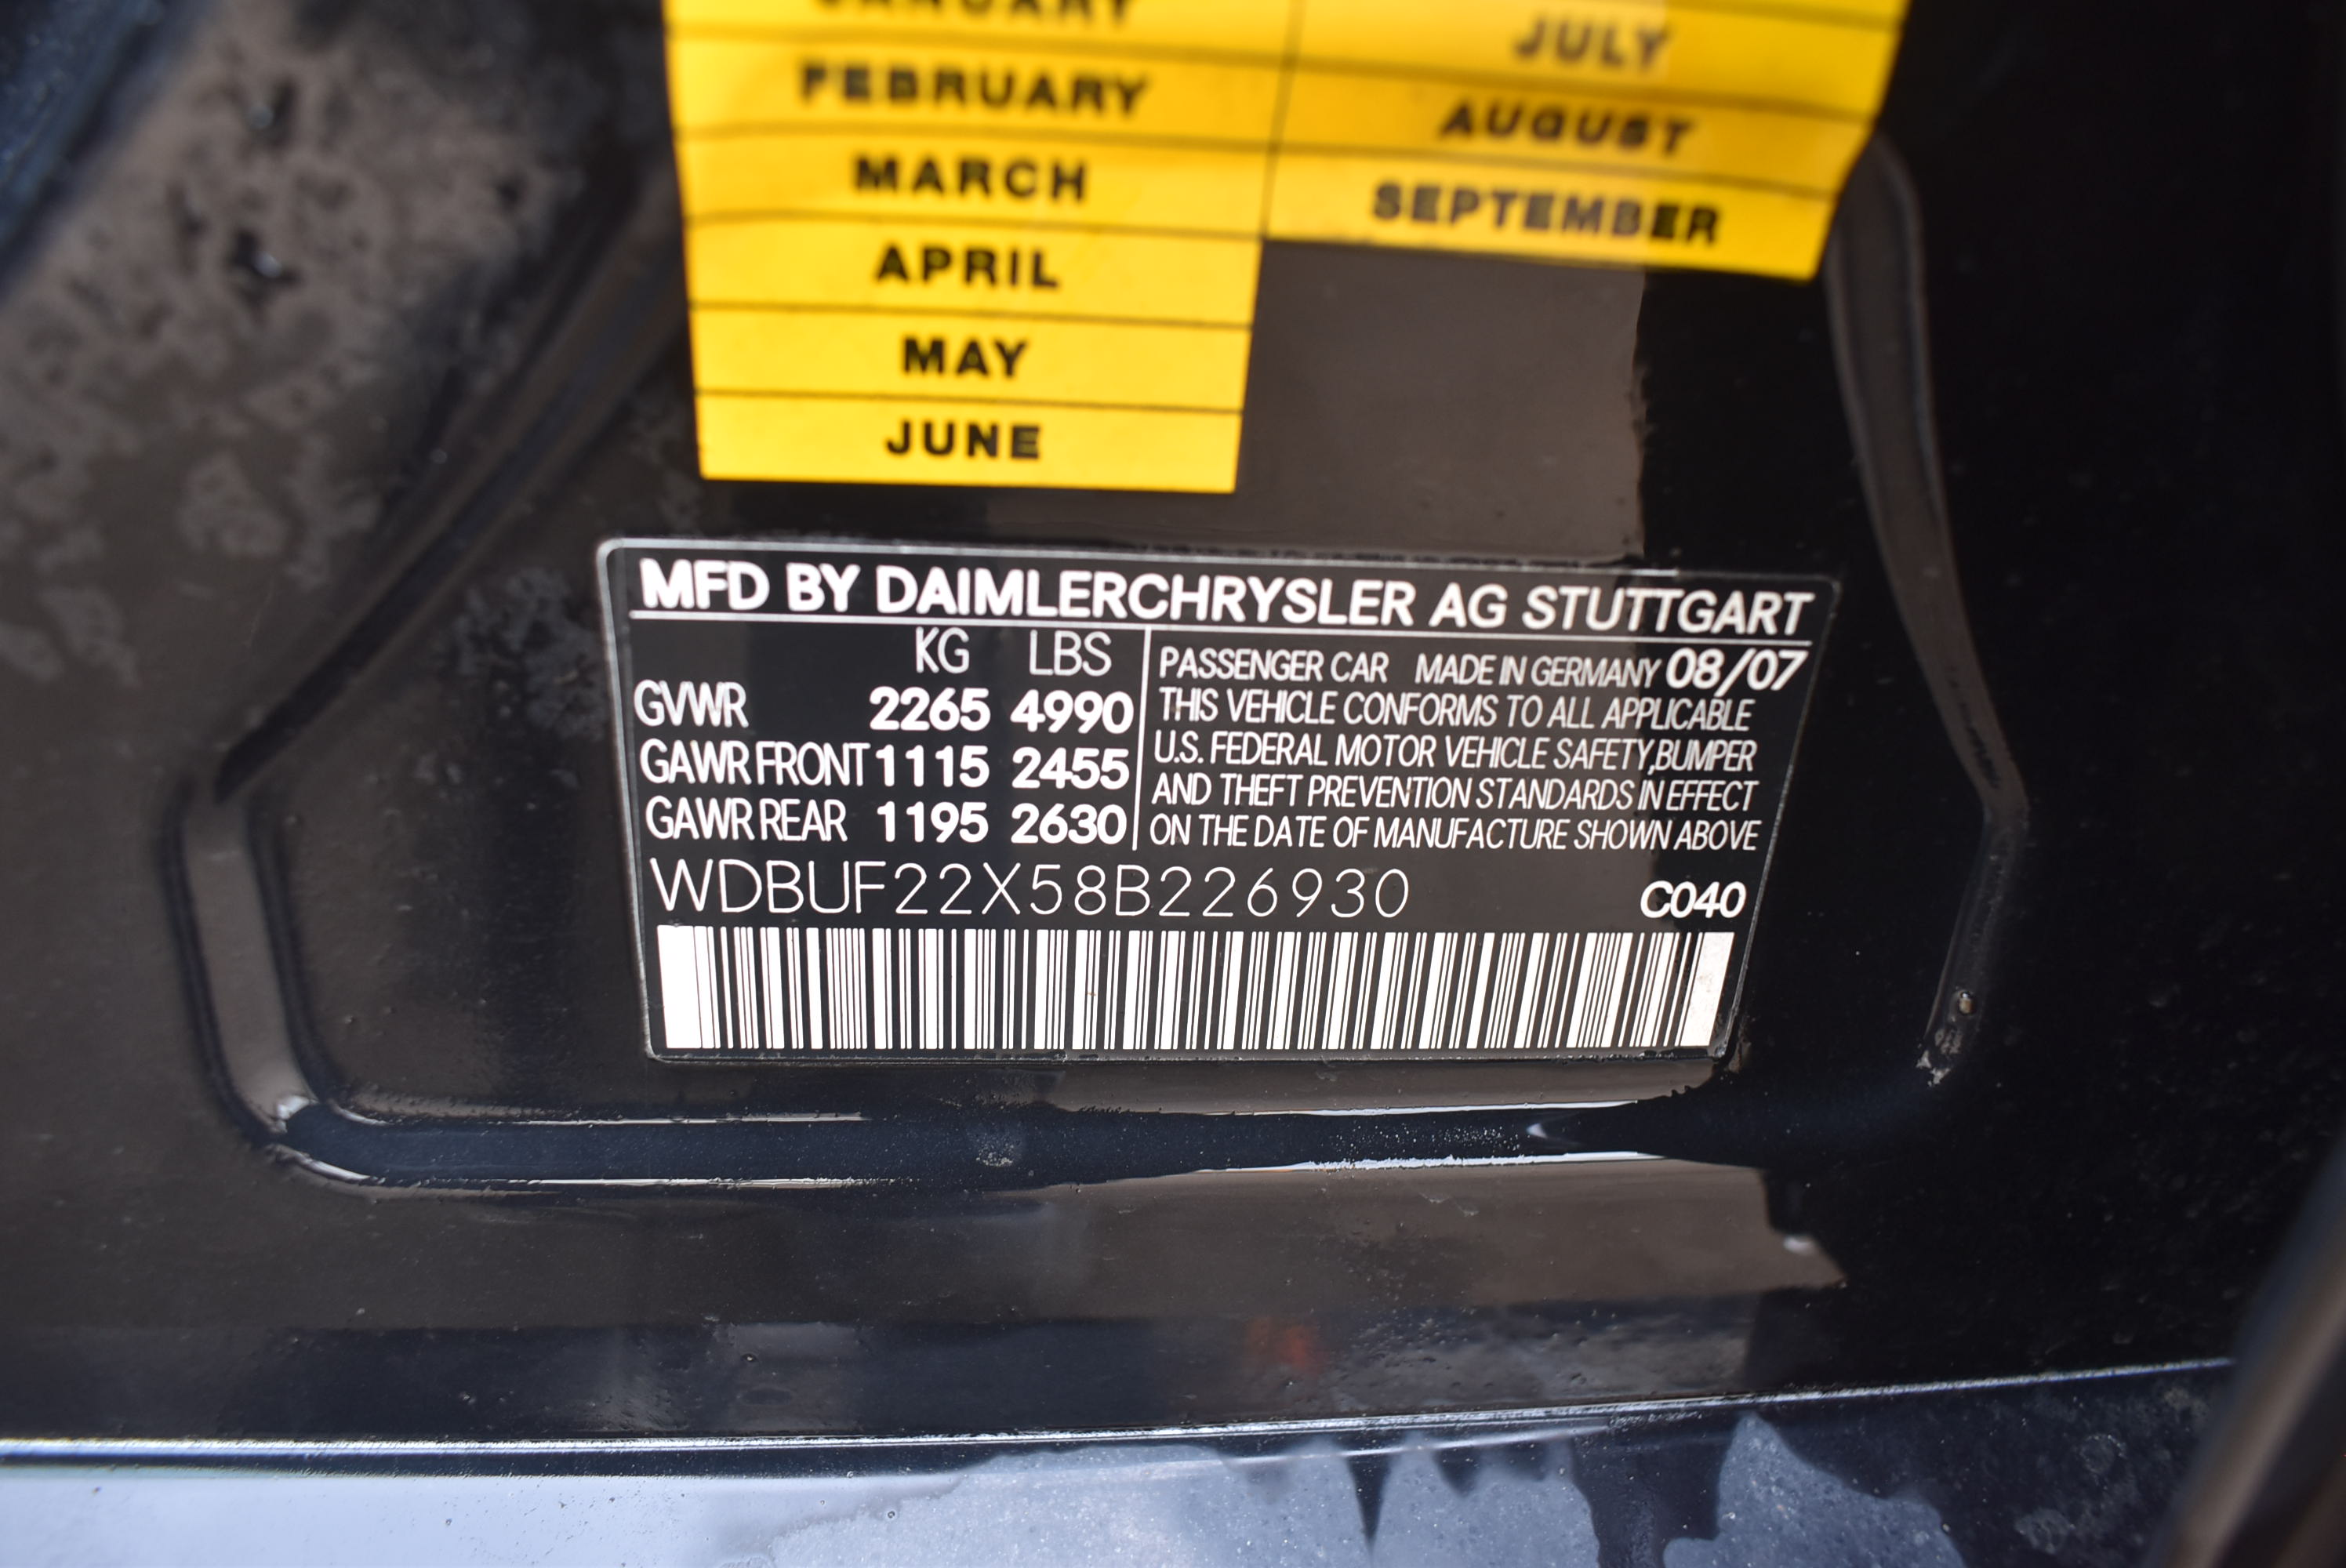 JANUARY
FEBRUARY
MARCH
APRIL
MAY
JUNE
JULY
AUGUST
SEPTEMBER
MFD BY DAIMLERCHRYSLER AG STUTTGART
KG LBS
GVWR 2265 4990
GAWR FRONT 1115 2455
GAWR REAR 1195 2630
PASSENGER CAR MADE IN GERMANY 08/07
THIS VEHICLE CONFORMS TO ALL APPLICABLE
U.S. FEDERAL MOTOR VEHICLE SAFETY,BUMPER
AND THEFT PREVENTION STANDARDS IN EFFECT
ON THE DATE OF MANUFACTURE SHOWN ABOVE
WDBUF22X58B226930 C040